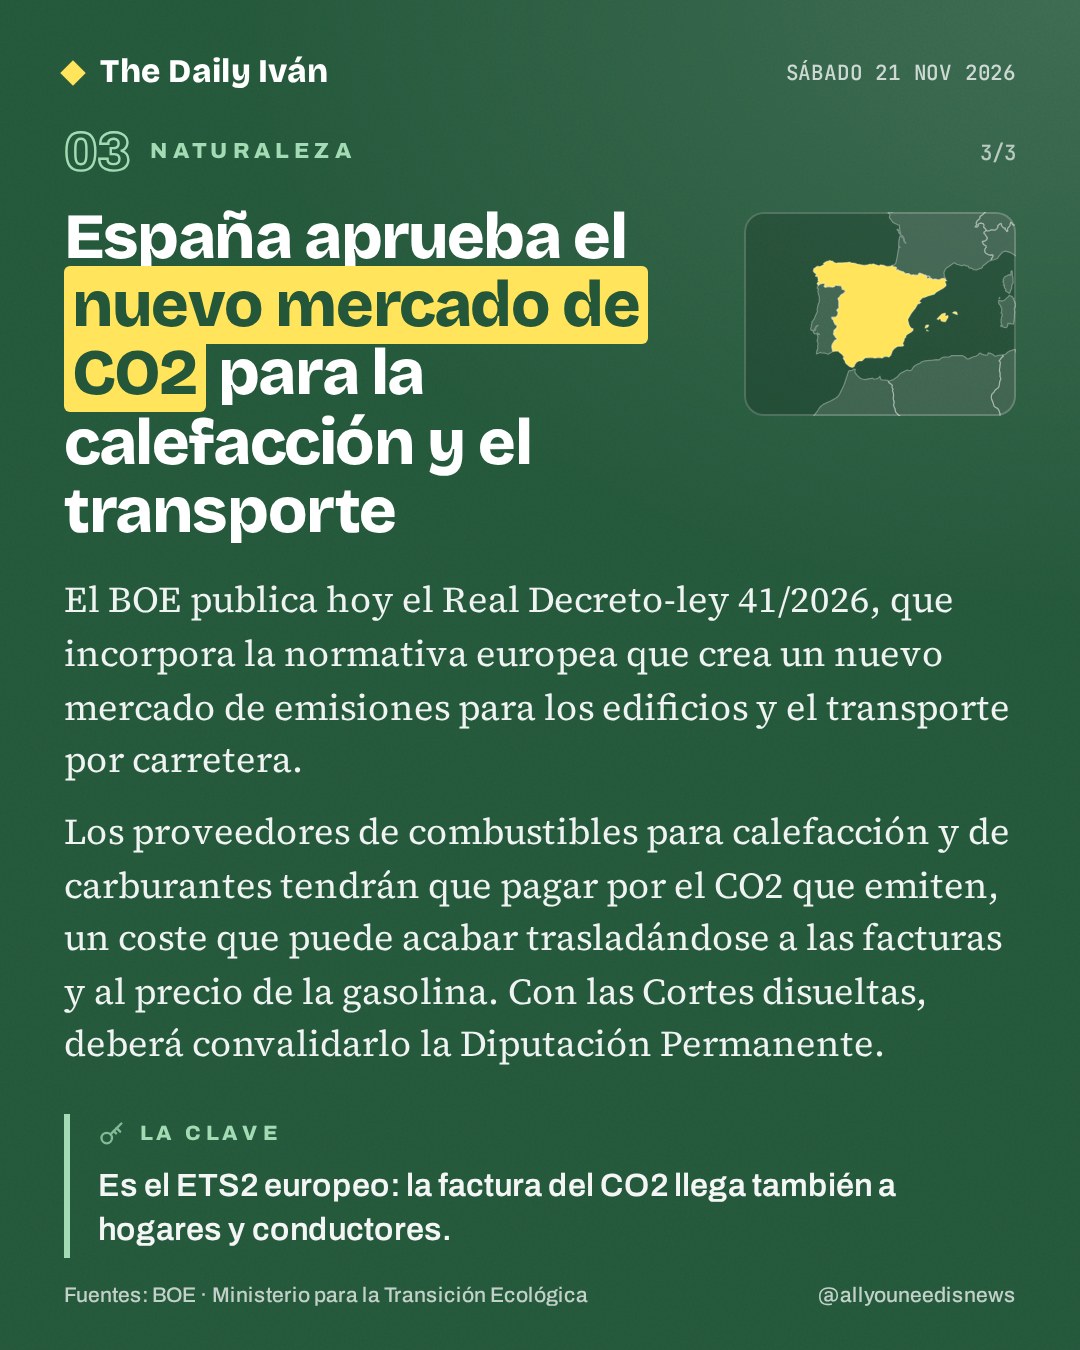 The Daily Iván
SÁBADO 21 NOV 2026
03 NATURALEZA
3/3
España aprueba el
nuevo mercado de
CO2 para la
calefacción y el
transporte
El BOE publica hoy el Real Decreto-ley 41/2026, que
incorpora la normativa europea que crea un nuevo
mercado de emisiones para los edificios y el transporte
por carretera.
Los proveedores de combustibles para calefacción y de
carburantes tendrán que pagar por el CO2 que emiten,
un coste que puede acabar trasladándose a las facturas
y al precio de la gasolina. Con las Cortes disueltas,
deberá convalidarlo la Diputación Permanente.
LA CLAVE
Es el ETS2 europeo: la factura del CO2 llega también a
hogares y conductores.
Fuentes: BOE · Ministerio para la Transición Ecológica
@allyouneedisnews